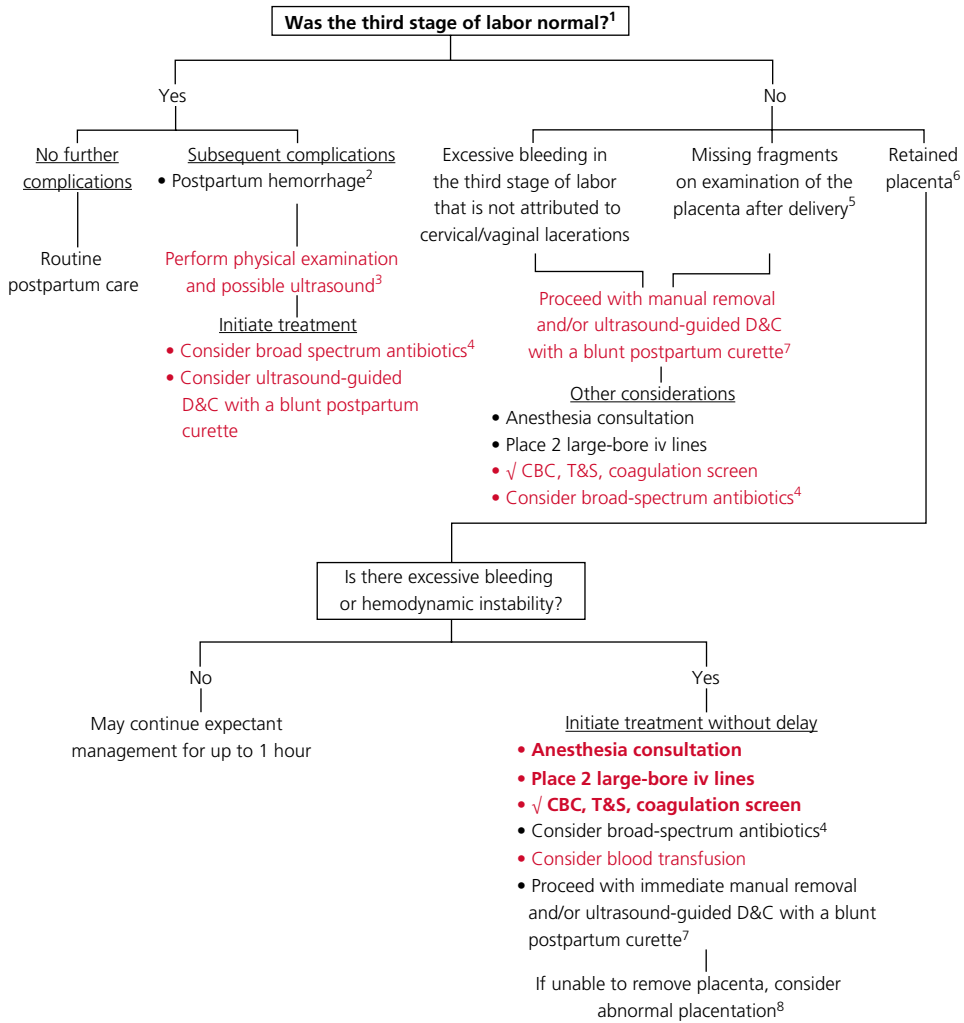 Was the third stage of labor normal?¹
Yes
No
No further
complications
Subsequent complications
• Postpartum hemorrhage²
Excessive bleeding in
the third stage of labor
that is not attributed to
cervical/vaginal lacerations
Missing fragments
on examination of the
placenta after delivery⁵
Retained
placenta⁶
Routine
postpartum care
Perform physical examination
and possible ultrasound³
Initiate treatment
• Consider broad spectrum antibiotics⁴
• Consider ultrasound-guided
D&C with a blunt postpartum
curette
Proceed with manual removal
and/or ultrasound-guided D&C
with a blunt postpartum curette⁷
Other considerations
• Anesthesia consultation
• Place 2 large-bore iv lines
• √ CBC, T&S, coagulation screen
• Consider broad-spectrum antibiotics⁴
Is there excessive bleeding
or hemodynamic instability?
No
Yes
May continue expectant
management for up to 1 hour
Initiate treatment without delay
• Anesthesia consultation
• Place 2 large-bore iv lines
• √ CBC, T&S, coagulation screen
• Consider broad-spectrum antibiotics⁴
• Consider blood transfusion
• Proceed with immediate manual removal
and/or ultrasound-guided D&C with a blunt
postpartum curette⁷
If unable to remove placenta, consider
abnormal placentation⁸